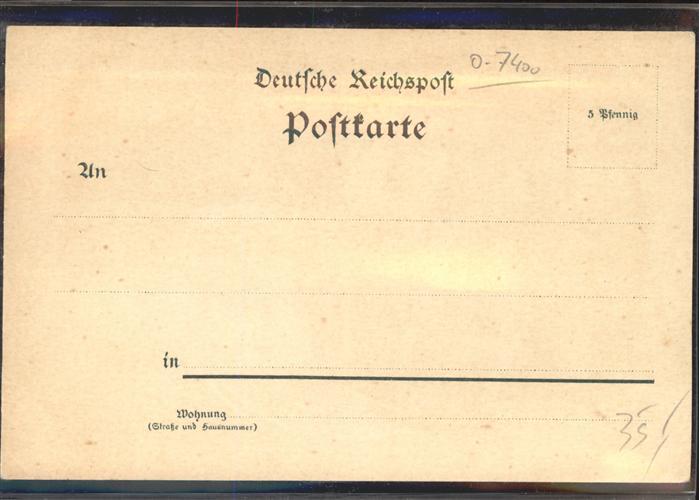 0-7400
Deutsche Reichspost
Postkarte
5 Pfennig
An
in
Wohnung
(Straße und Hausnummer)
35,